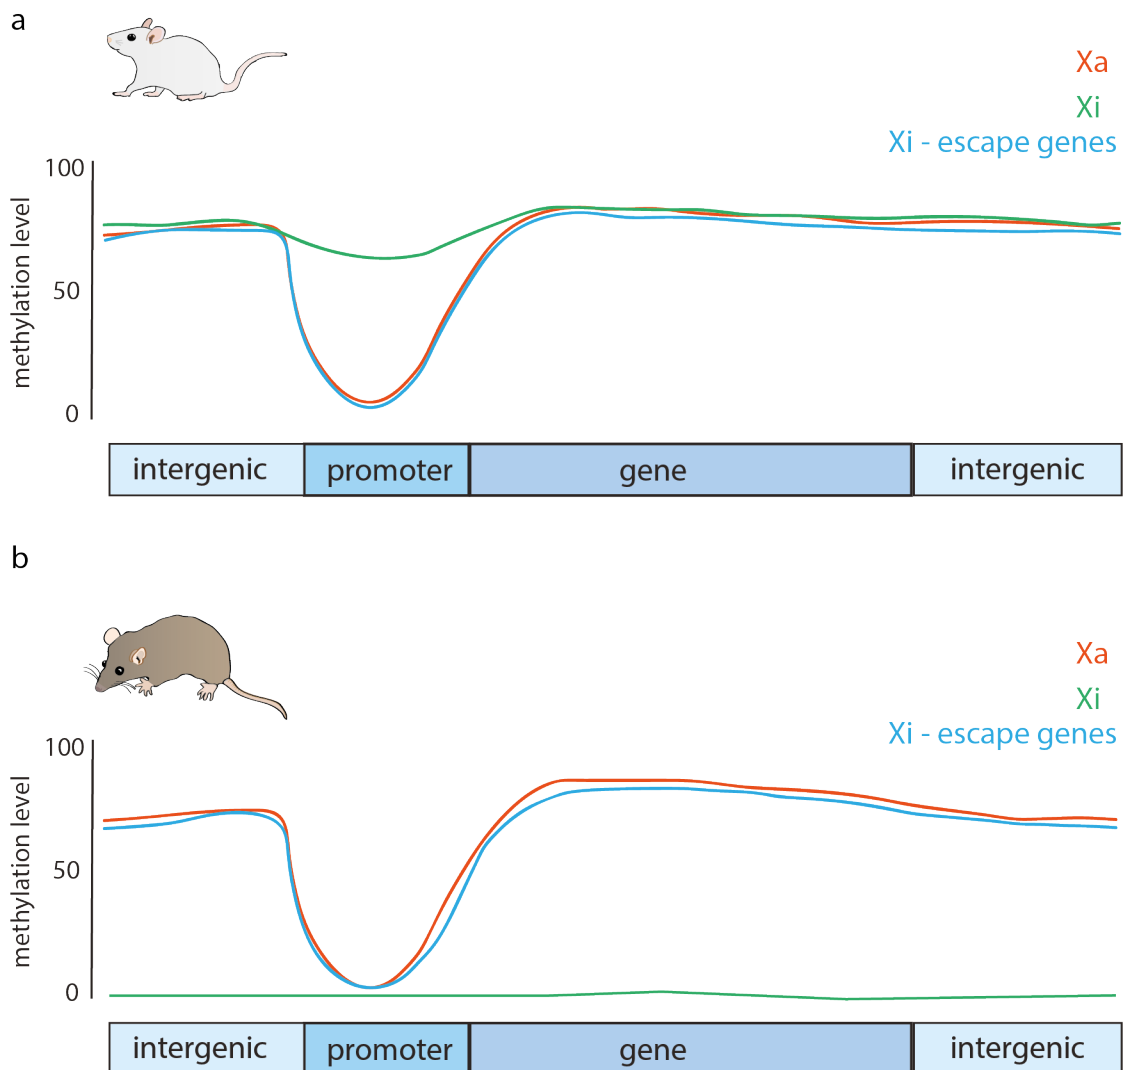 a
Xa
Xi
Xi - escape genes
100
50
0
methylation level
intergenic promoter gene intergenic
b
Xa
Xi
Xi - escape genes
100
50
0
methylation level
intergenic promoter gene intergenic